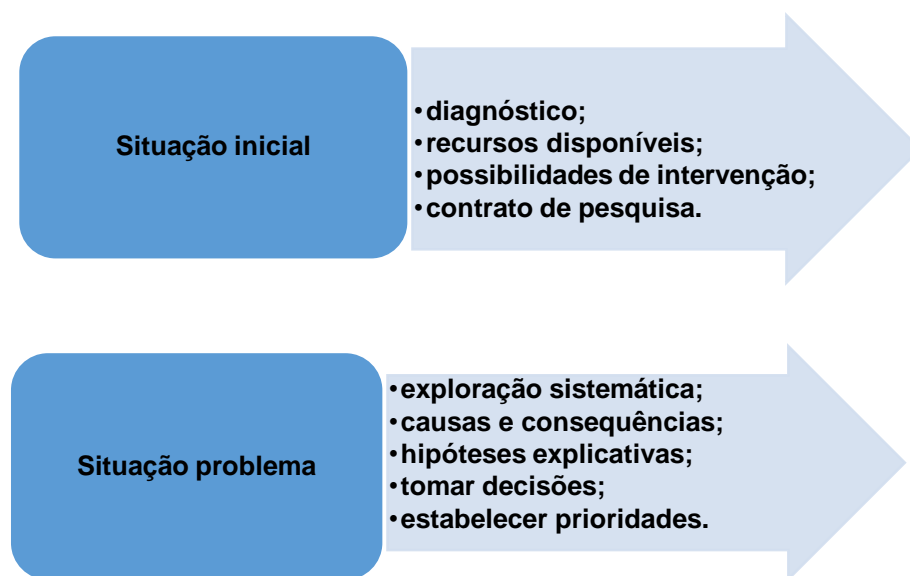 Situação inicial
•diagnóstico;
•recursos disponíveis;
•possibilidades de intervenção;
•contrato de pesquisa.
Situação problema
•exploração sistemática;
•causas e consequências;
•hipóteses explicativas;
•tomar decisões;
•estabelecer prioridades.